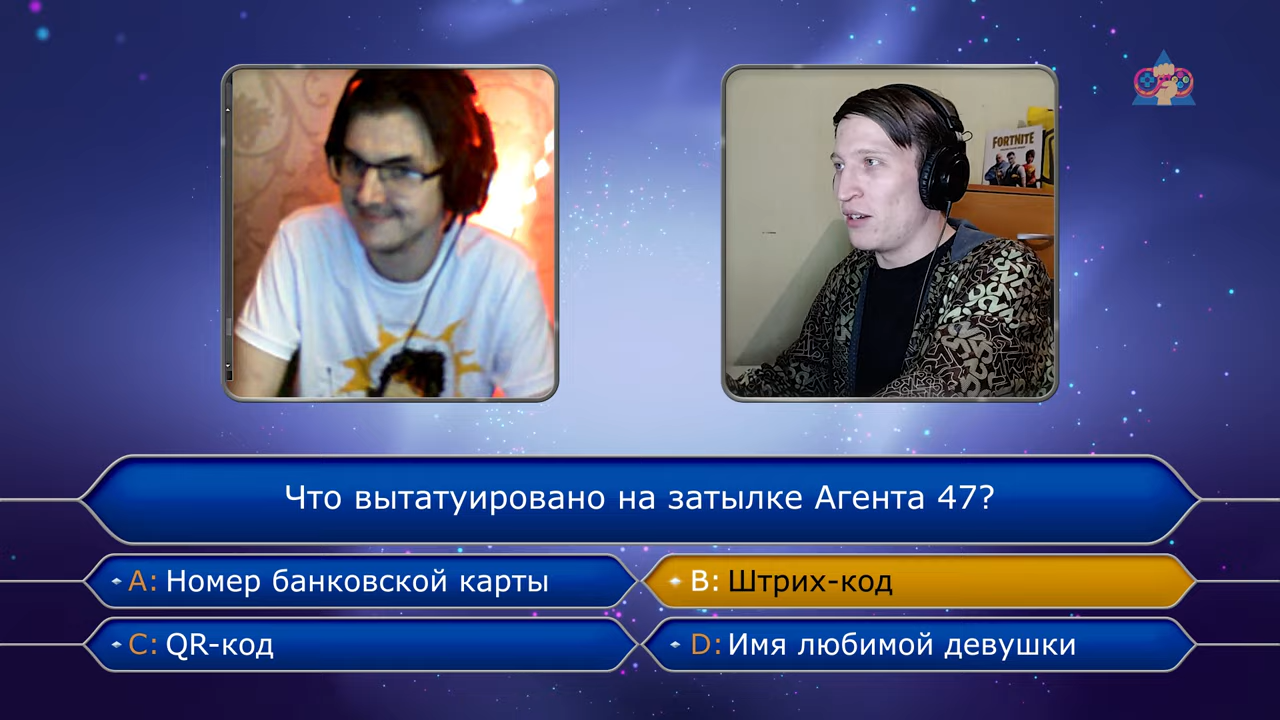 FORTNITE
Что вытатуировано на затылке Агента 47?
A: Номер банковской карты
B: Штрих-код
C: QR-код
D: Имя любимой девушки